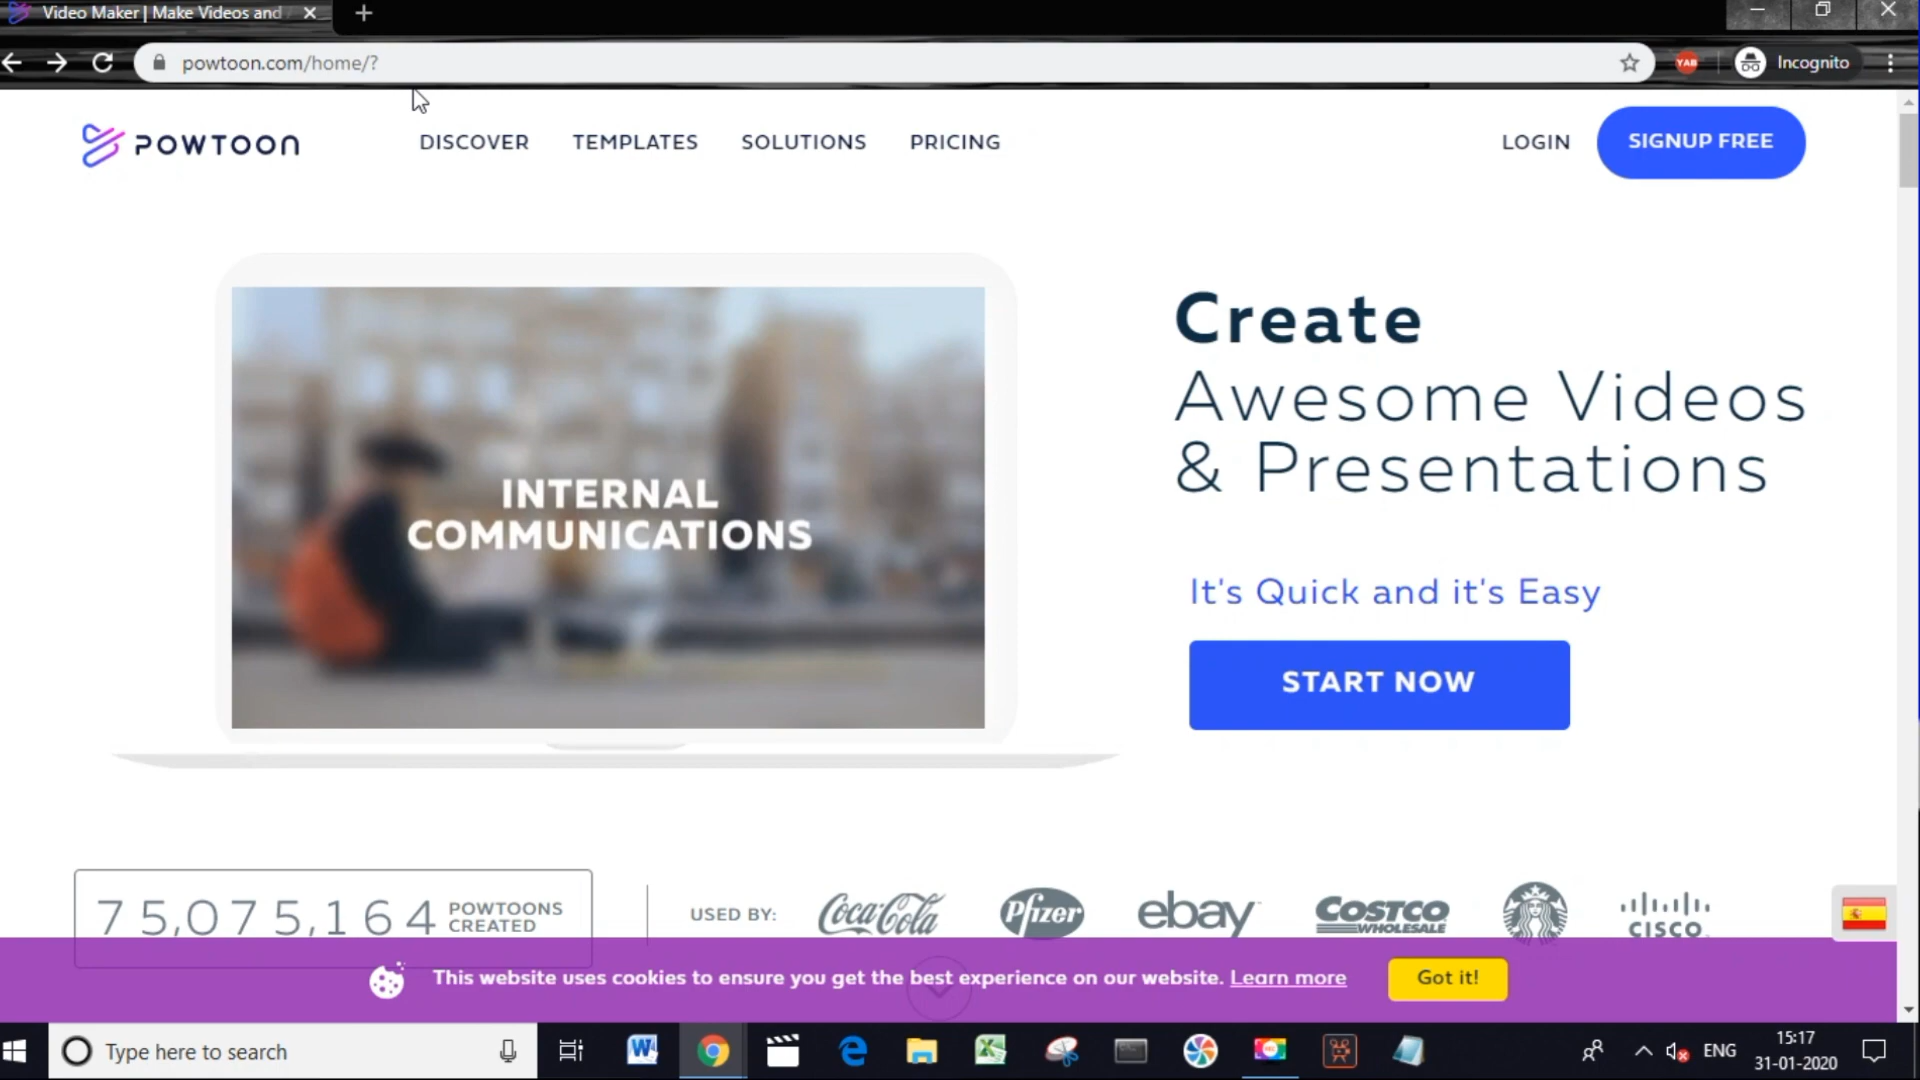 Video Maker | Make Videos and
powtoon.com/home/?
YAB
Incognito
POWTOON
DISCOVER
TEMPLATES
SOLUTIONS
PRICING
LOGIN
SIGNUP FREE
INTERNAL
COMMUNICATIONS
Create
Awesome Videos
& Presentations
It's Quick and it's Easy
START NOW
75,075,164
POWTOONS
CREATED
USED BY:
Coca-Cola
Pfizer
ebay
COSTCO
WHOLESALE
CISCO
This website uses cookies to ensure you get the best experience on our website. Learn more
Got it!
Type here to search
ENG
15:17
31-01-2020